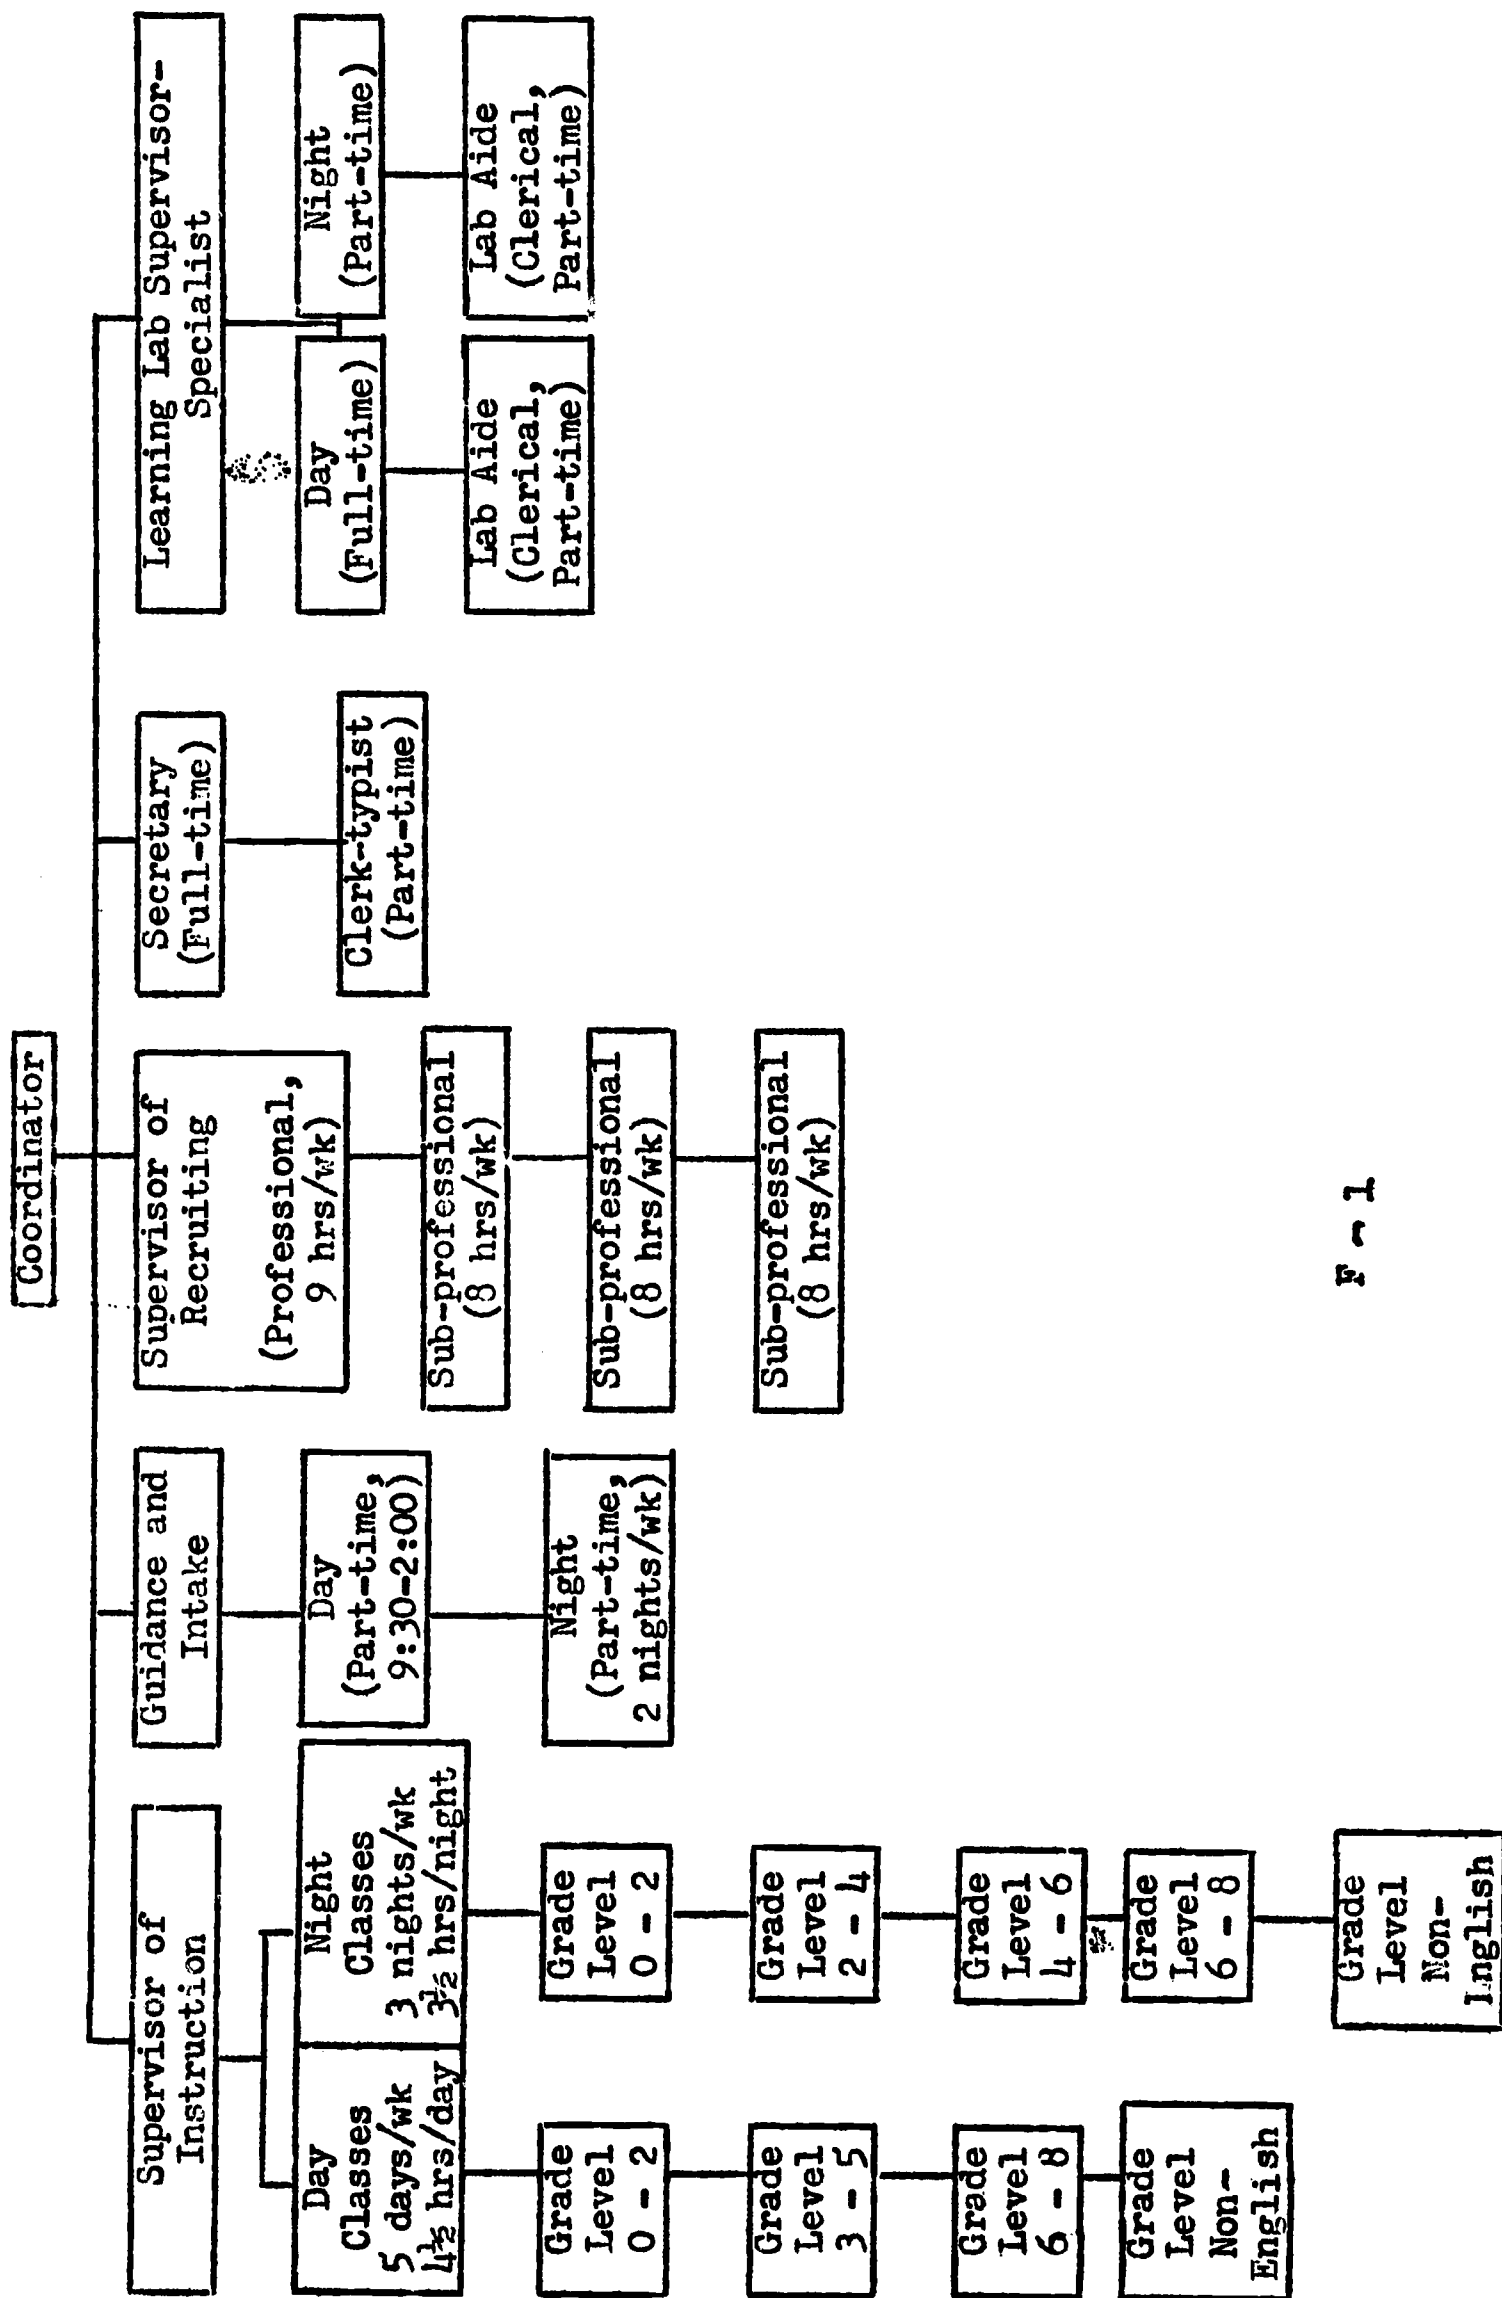 Coordinator
Supervisor of
Instruction
Day
Classes
5 days/wk
4½ hrs/day
Grade
Level
0 - 2
Grade
Level
3 - 5
Grade
Level
6 - 8
Grade
Level
Non-
English
Night
Classes
3 nights/wk
3½ hrs/night
Grade
Level
0 - 2
Grade
Level
2 - 4
Grade
Level
4 - 6
Grade
Level
6 - 8
Grade
Level
Non-
Inglish
Guidance and
Intake
Day
(Part-time,
9:30-2:00)
Night
(Part-time,
2 nights/wk)
Supervisor of
Recruiting
(Professional,
9 hrs/wk)
Sub-professional
(8 hrs/wk)
Sub-professional
(8 hrs/wk)
Sub-professional
(8 hrs/wk)
Secretary
(Full-time)
Clerk-typist
(Part-time)
Learning Lab Supervisor-
Specialist
Day
(Full-time)
Lab Aide
(Clerical,
Part-time)
Night
(Part-time)
Lab Aide
(Clerical,
Part-time)
F - 1